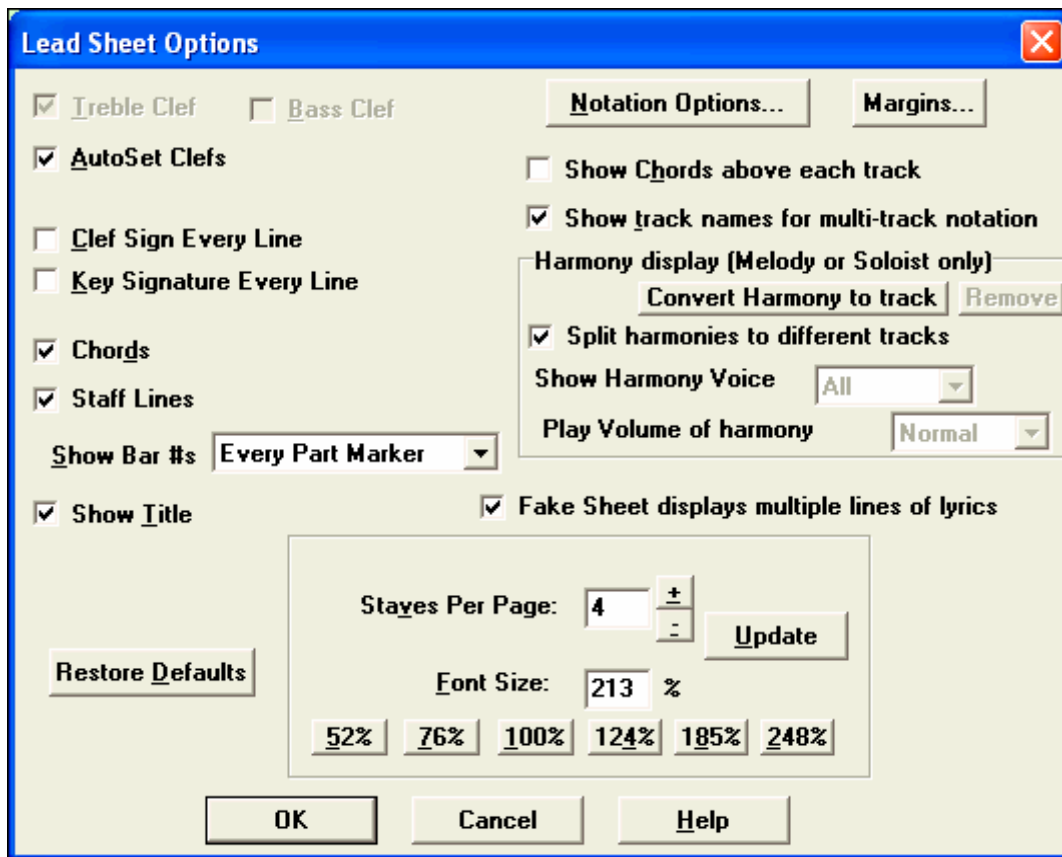 Lead Sheet Options
Treble Clef Bass Clef Notation Options... Margins...
AutoSet Clefs
Show Chords above each track
Show track names for multi-track notation
Clef Sign Every Line
Key Signature Every Line
Harmony display (Melody or Soloist only)
Convert Harmony to track Remove
Chords
Split harmonies to different tracks
Staff Lines
Show Harmony Voice All
Show Bar #s Every Part Marker
Play Volume of harmony Normal
Show Title
Fake Sheet displays multiple lines of lyrics
Staves Per Page: 4 + -
Update
Restore Defaults
Font Size: 213 %
52% 76% 100% 124% 185% 248%
OK Cancel Help